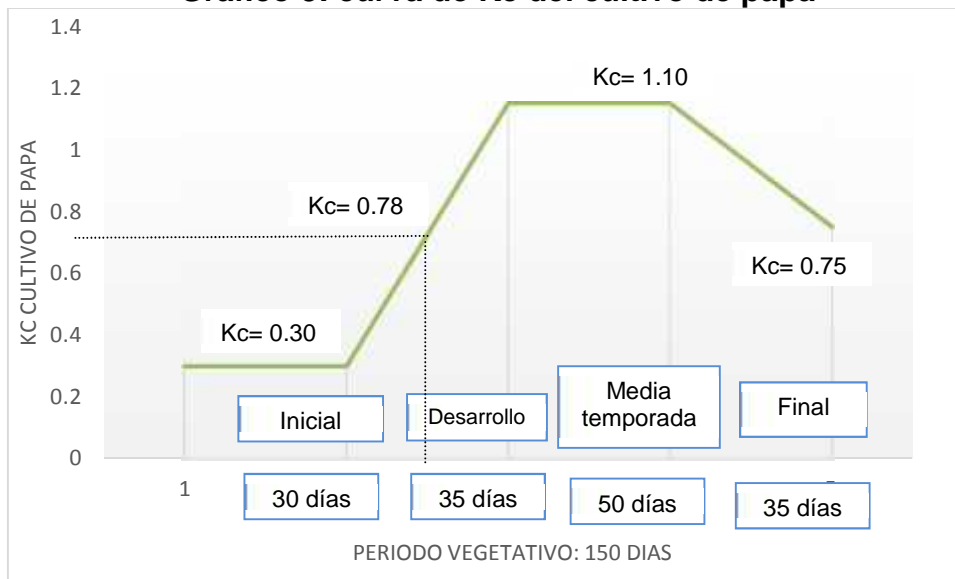 1.4
1.2
1
0.8
0.6
0.4
0.2
0
KC CULTIVO DE PAPA
Kc= 1.10
Kc= 0.78
Kc= 0.75
Kc= 0.30
Inicial
Desarrollo
Media
temporada
Final
1
30 días
35 días
50 días
35 días
PERIODO VEGETATIVO: 150 DIAS